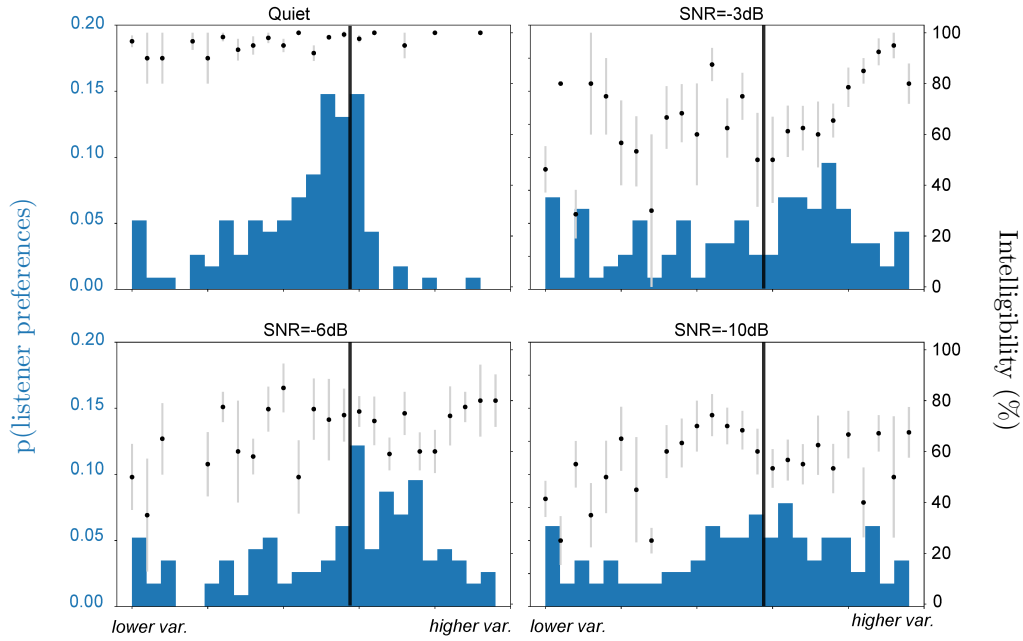 Quiet
SNR=-3dB
0.20
0.15
0.10
0.05
0.00
100
80
60
40
20
0
SNR=-6dB
SNR=-10dB
0.20
0.15
0.10
0.05
0.00
100
80
60
40
20
0
lower var.
higher var.
lower var.
higher var.
p(listener preferences)
Intelligibility (%)